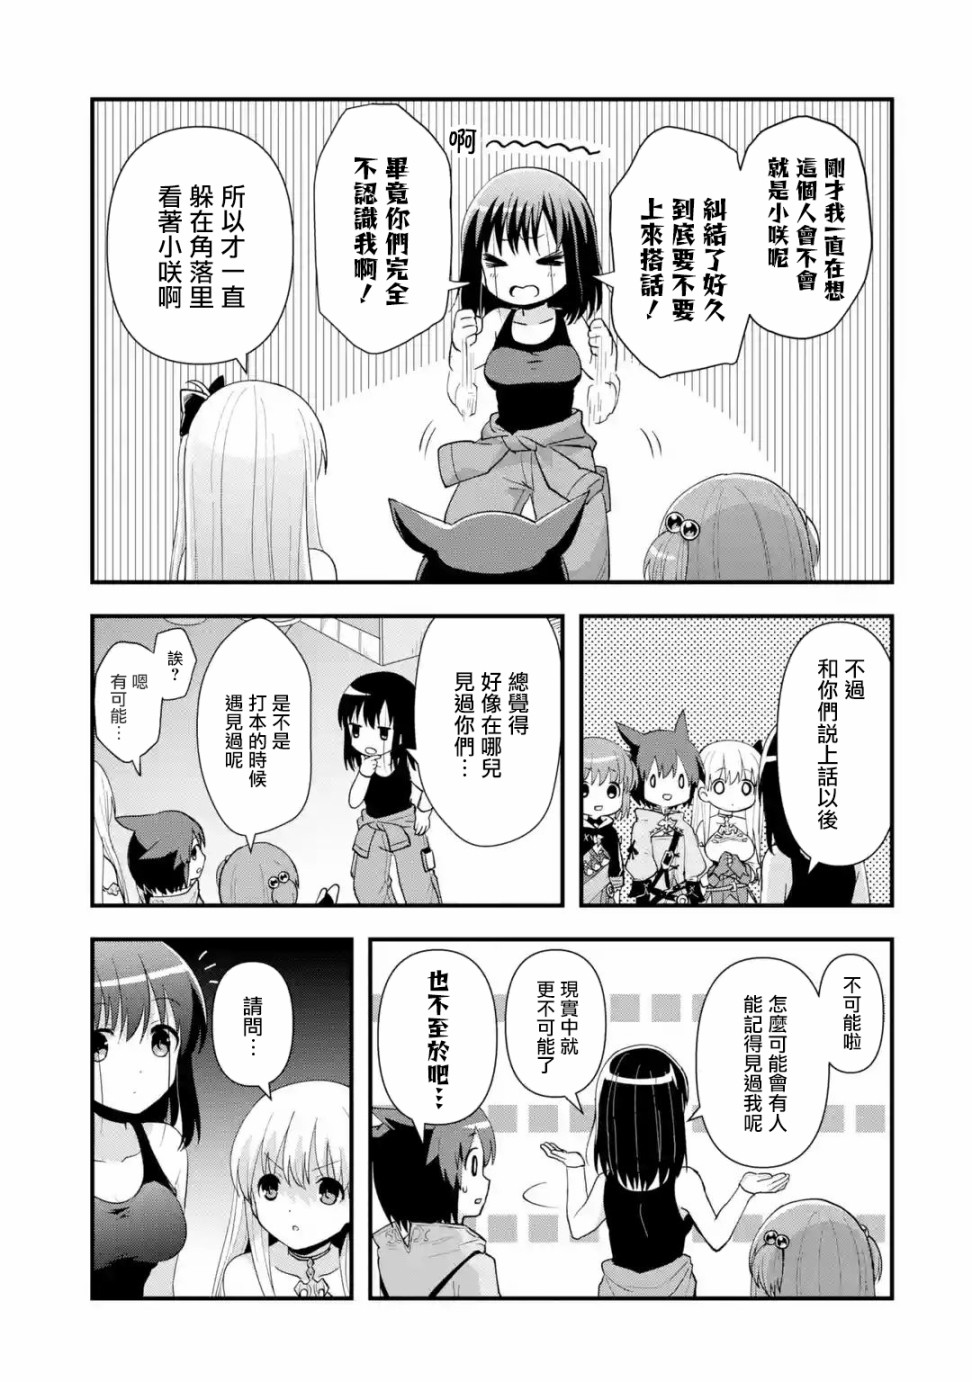 剛才我一直在想
這個人會不會
就是小咲呢
糾結了好久
到底要不要
上來搭話！
啊
畢竟你們完全
不認識我啊！
所以才一直
躲在角落里
看著小咲啊
不過
和你們說上話以後
總覺得
好像在哪兒
見過你們…
是不是
打本的時候
遇見過呢
誒？
嗯
有可能…
不可能啦
怎麼可能會有人
能記得見過我呢
現實中就
更不可能了
也不至於吧…
請問…